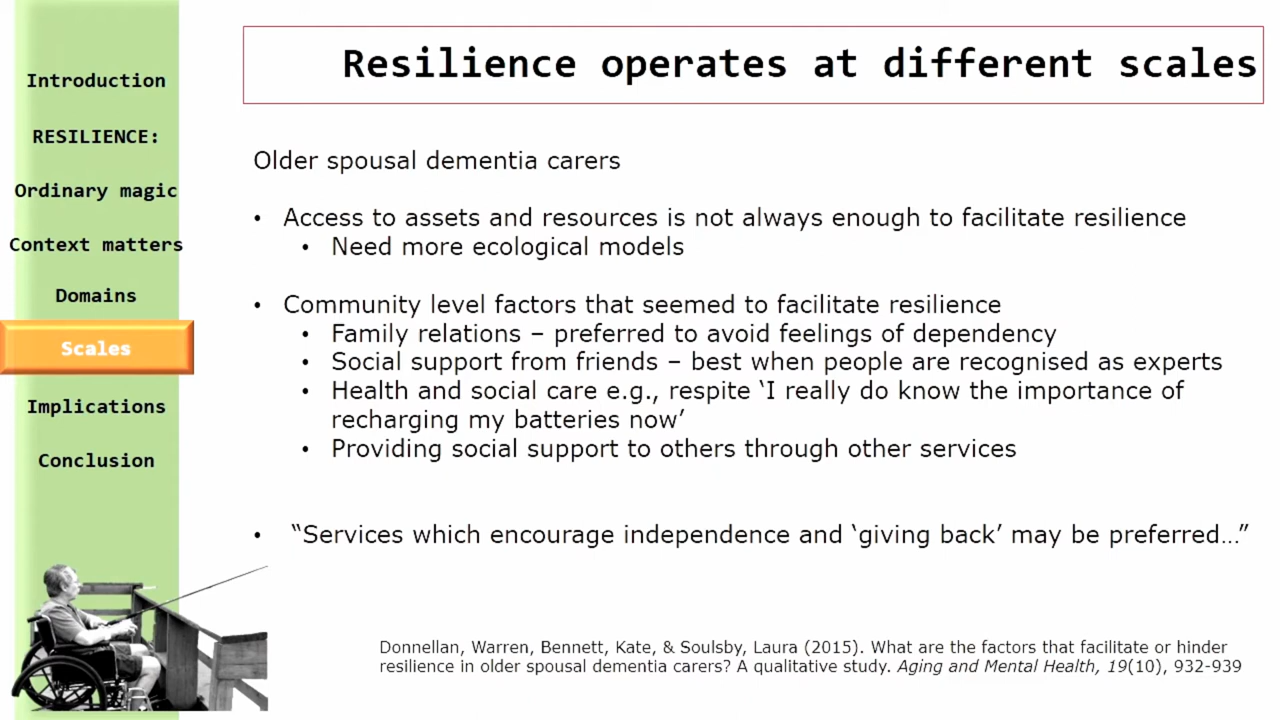 Introduction
RESILIENCE:
Ordinary magic
Context matters
Domains
Scales
Implications
Conclusion
Resilience operates at different scales
Older spousal dementia carers
• Access to assets and resources is not always enough to facilitate resilience
• Need more ecological models
• Community level factors that seemed to facilitate resilience
• Family relations – preferred to avoid feelings of dependency
• Social support from friends – best when people are recognised as experts
• Health and social care e.g., respite ‘I really do know the importance of
recharging my batteries now’
• Providing social support to others through other services
• “Services which encourage independence and ‘giving back’ may be preferred…”
Donnellan, Warren, Bennett, Kate, & Soulsby, Laura (2015). What are the factors that facilitate or hinder
resilience in older spousal dementia carers? A qualitative study. Aging and Mental Health, 19(10), 932-939